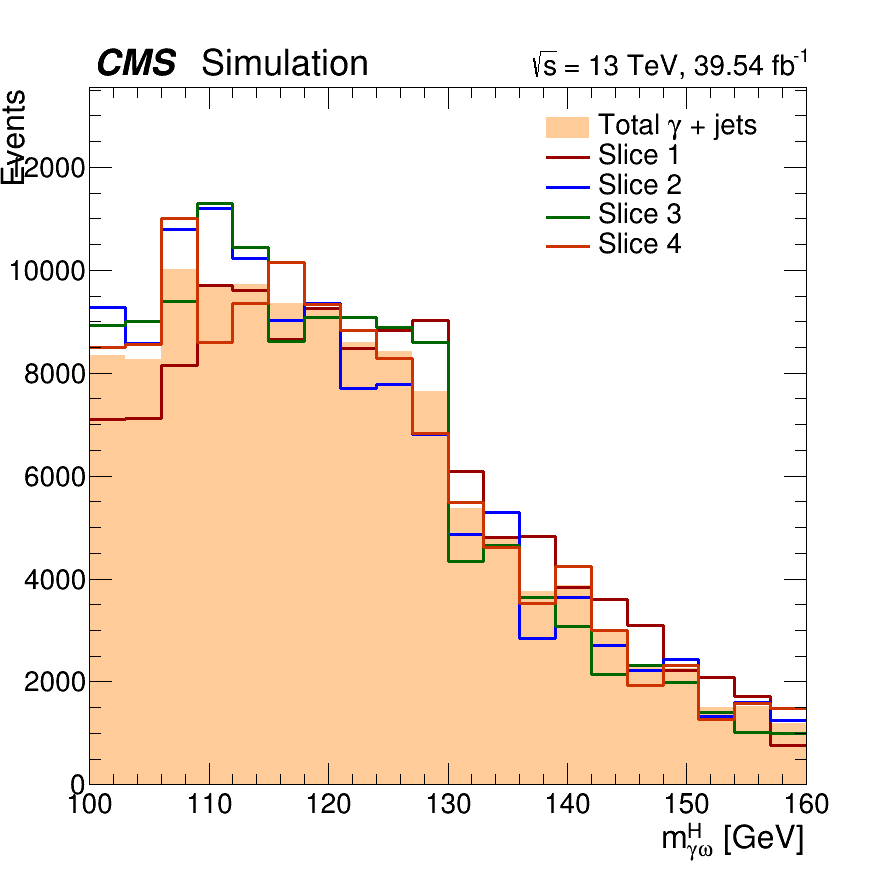 CMS Simulation √s = 13 TeV, 39.54 fb⁻¹
Events
Total γ + jets
Slice 1
Slice 2
Slice 3
Slice 4
12000
10000
8000
6000
4000
2000
0
100 110 120 130 140 150 160
m^H_γω [GeV]